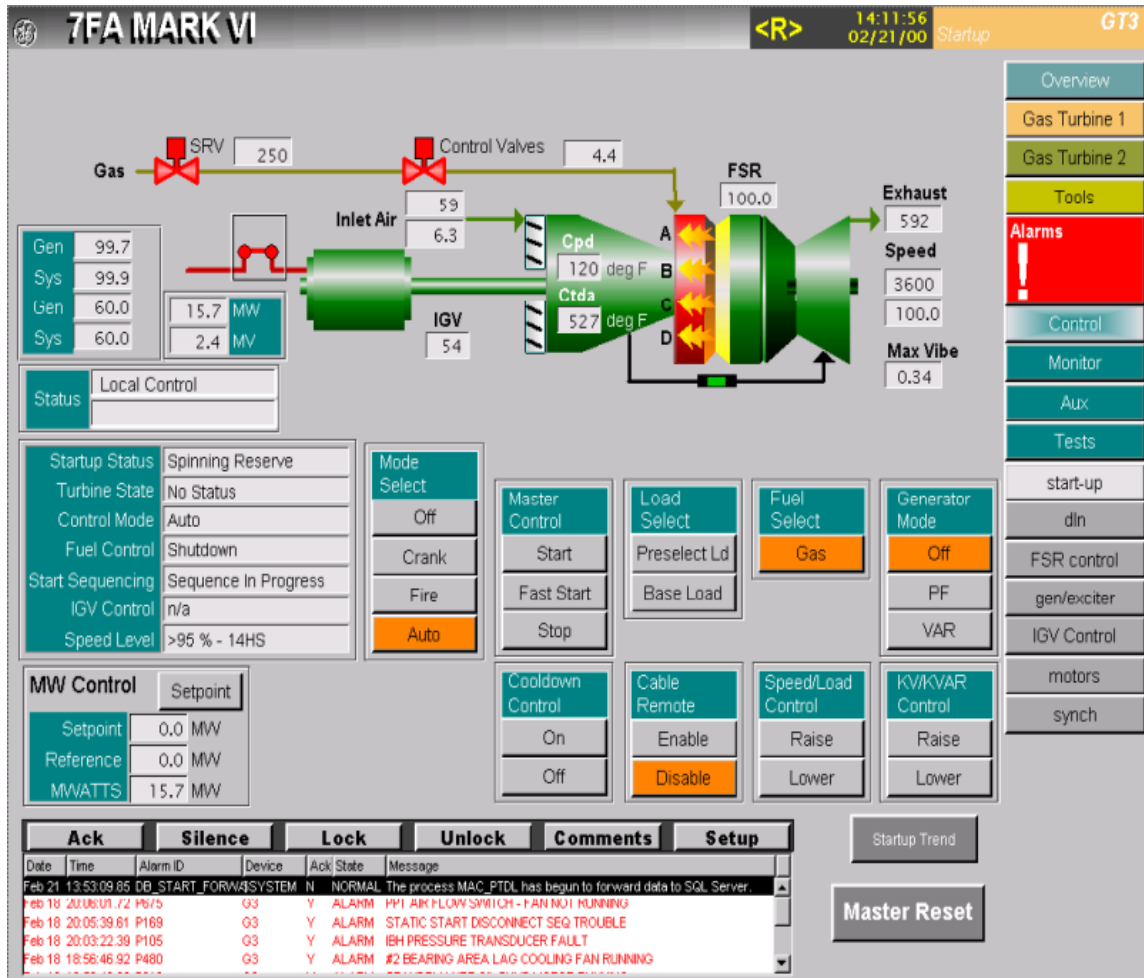 7FA MARK VI
<R>
14:11:56
02/21/00
Startup
GT3
Overview
Gas Turbine 1
Gas Turbine 2
Tools
Alarms
!
Control
Monitor
Aux
Tests
start-up
dln
FSR control
gen/exciter
IGV Control
motors
synch
Gas
SRV 250
Control Valves 4.4
FSR
100.0
Inlet Air
59
6.3
Exhaust
592
Speed
3600
100.0
Max Vibe
0.34
Cpd
120 deg F
Ctda
527 deg F
A
B
C
D
IGV
54
Gen 99.7
Sys 99.9
Gen 60.0
Sys 60.0
15.7 MW
2.4 MV
Status Local Control
Startup Status Spinning Reserve
Turbine State No Status
Control Mode Auto
Fuel Control Shutdown
Start Sequencing Sequence In Progress
IGV Control n/a
Speed Level >95 % - 14HS
Mode
Select
Off
Crank
Fire
Auto
Master
Control
Start
Fast Start
Stop
Load
Select
Preselect Ld
Base Load
Fuel
Select
Gas
Generator
Mode
Off
PF
VAR
MW Control Setpoint
Setpoint 0.0 MW
Reference 0.0 MW
MWATTS 15.7 MW
Cooldown
Control
On
Off
Cable
Remote
Enable
Disable
Speed/Load
Control
Raise
Lower
KV/KVAR
Control
Raise
Lower
Ack Silence Lock Unlock Comments Setup
Startup Trend
Master Reset
Date Time Alarm ID Device Ack State Message
Feb 21 13:53:09.85 DB_START_FORWA$SYSTEM N NORMAL The process MAC_PTDL has begun to forward data to SQL Server.
Feb 18 20:06:01.72 P675 G3 Y ALARM PPT AIR FLOW SWITCH - FAN NOT RUNNING
Feb 18 20:05:39.61 P169 G3 Y ALARM STATIC START DISCONNECT SEQ TROUBLE
Feb 18 20:03:22.39 P105 G3 Y ALARM IBH PRESSURE TRANSDUCER FAULT
Feb 18 18:56:46.92 P480 G3 Y ALARM #2 BEARING AREA LAG COOLING FAN RUNNING